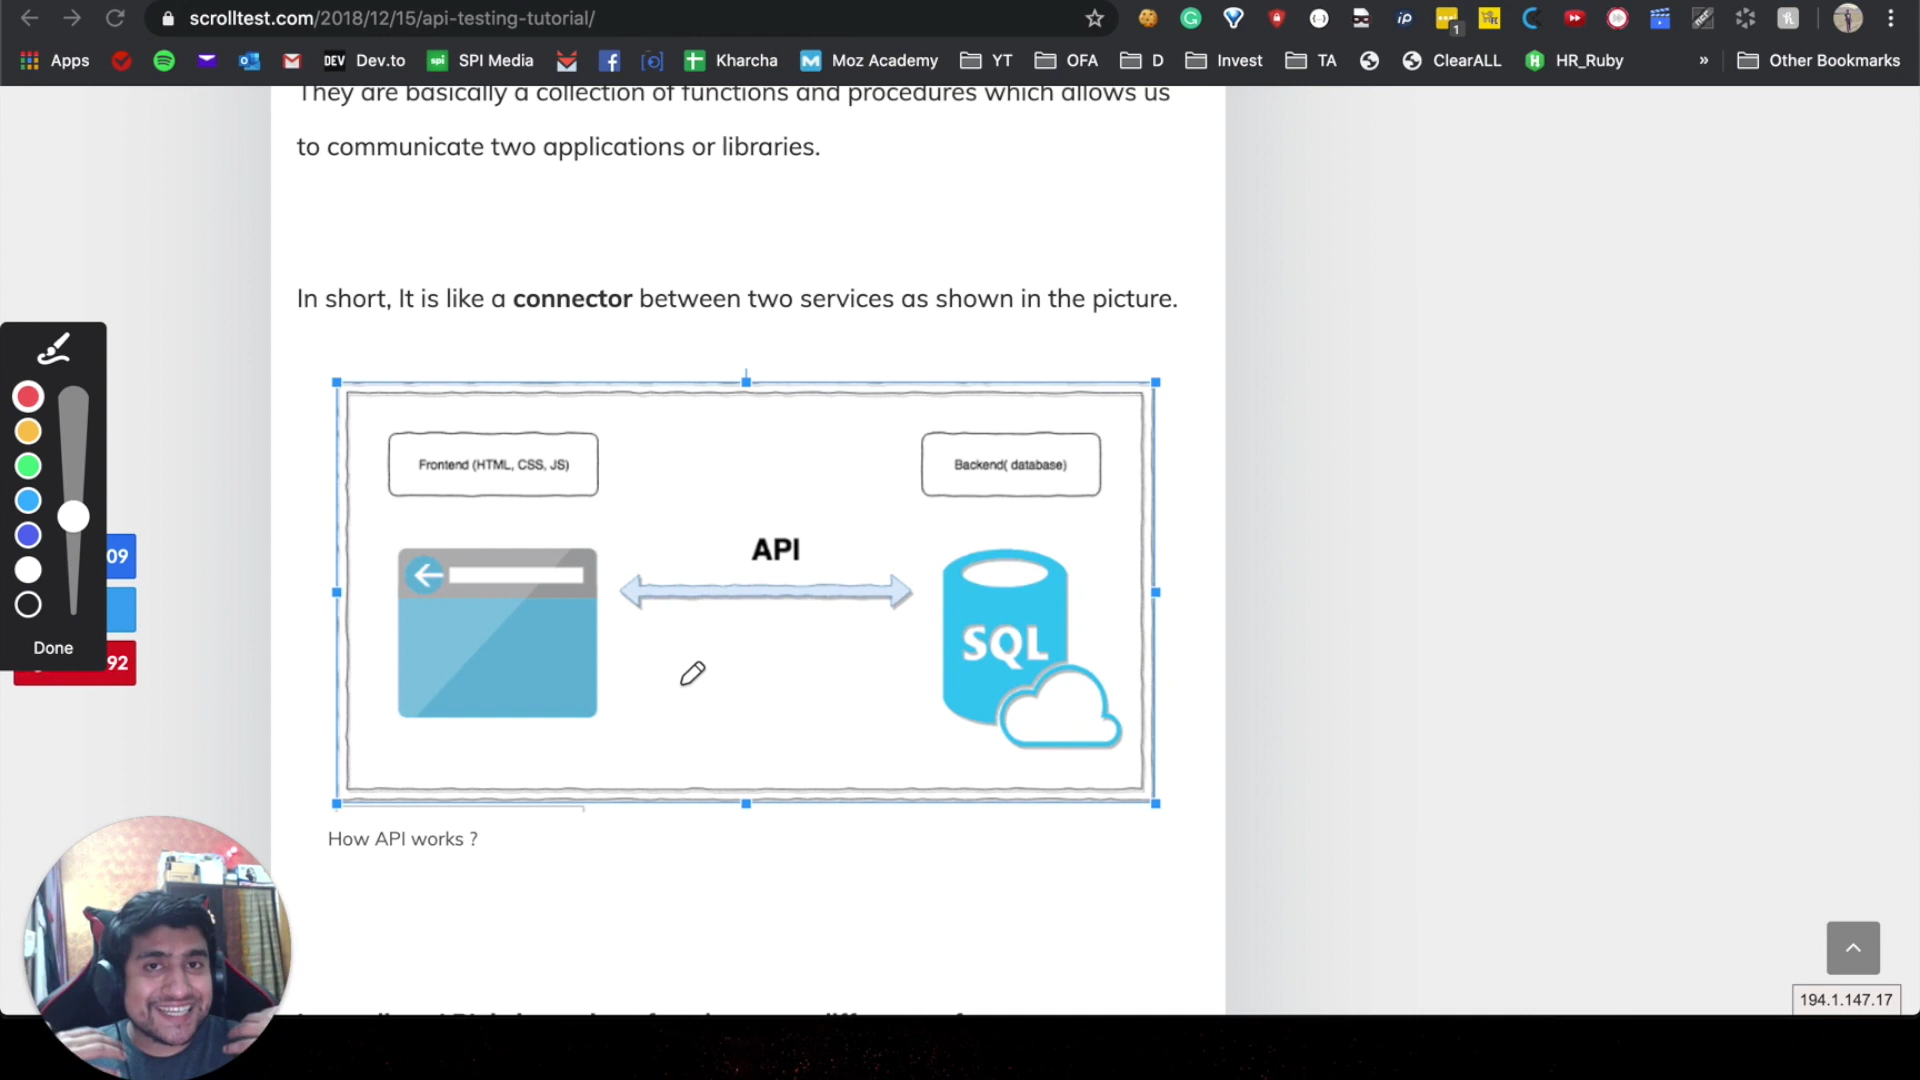 scrolltest.com/2018/12/15/api-testing-tutorial/
Apps
DEV Dev.to
spi SPI Media
Kharcha
M Moz Academy
YT
OFA
D
Invest
TA
ClearALL
HR_Ruby
»
Other Bookmarks
They are basically a collection of functions and procedures which allows us
to communicate two applications or libraries.
In short, It is like a connector between two services as shown in the picture.
Frontend (HTML, CSS, JS)
Backend( database)
API
SQL
09
Done
92
How API works ?
194.1.147.17